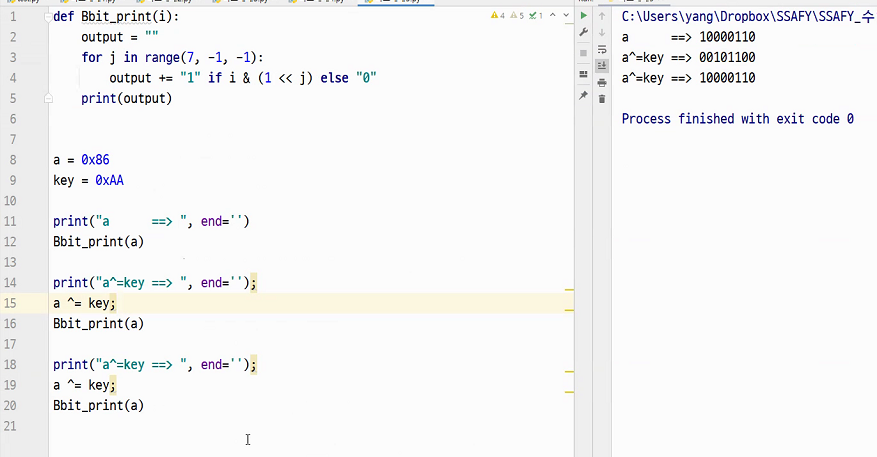 1 def Bbit_print(i):
2 output = ""
3 for j in range(7, -1, -1):
4 output += "1" if i & (1 << j) else "0"
5 print(output)
6
7
8 a = 0x86
9 key = 0xAA
10
11 print("a      ==> ", end='')
12 Bbit_print(a)
13
14 print("a^=key ==> ", end='');
15 a ^= key;
16 Bbit_print(a)
17
18 print("a^=key ==> ", end='');
19 a ^= key;
20 Bbit_print(a)
21
4 5 1
C:\Users\yang\Dropbox\SSAFY\SSAFY_수
a      ==> 10000110
a^=key ==> 00101100
a^=key ==> 10000110
Process finished with exit code 0